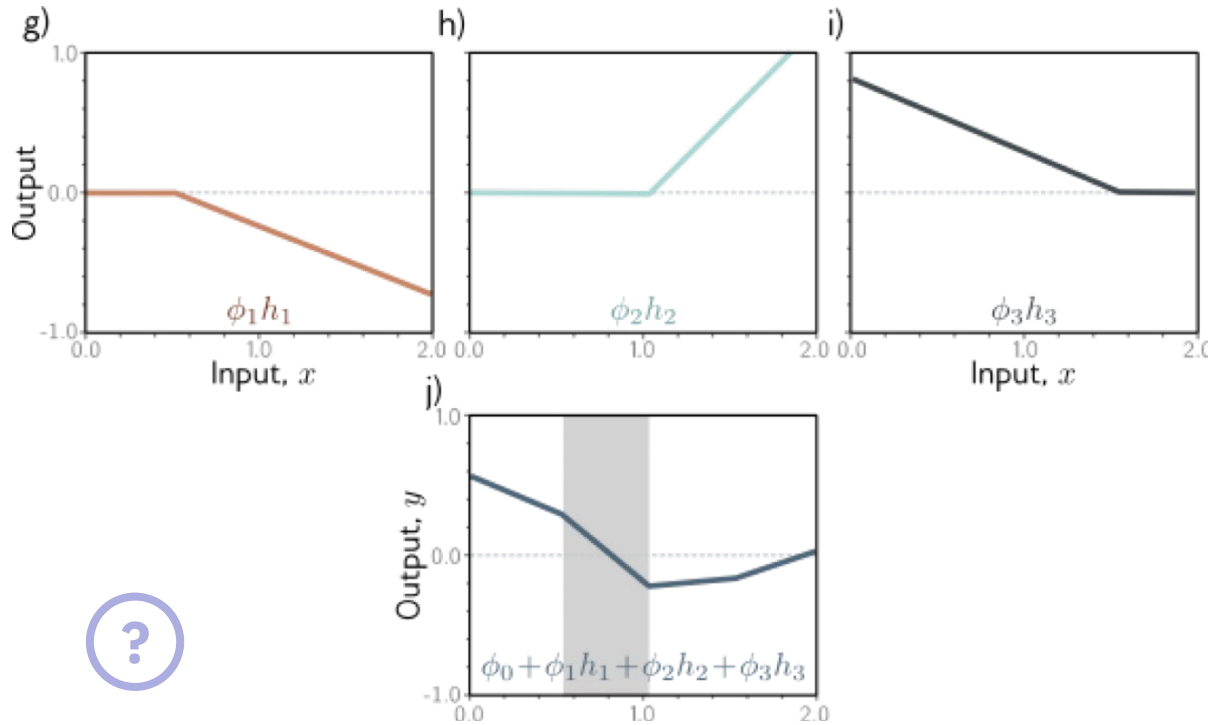 g)
h)
i)
1.0
0.0
-1.0
Output
ϕ₁h₁
ϕ₂h₂
ϕ₃h₃
0.0 1.0 2.0
0.0 1.0 2.0
0.0 1.0 2.0
Input, x
Input, x
j)
1.0
0.0
-1.0
Output, y
ϕ₀ + ϕ₁h₁ + ϕ₂h₂ + ϕ₃h₃
0.0 1.0 2.0
?